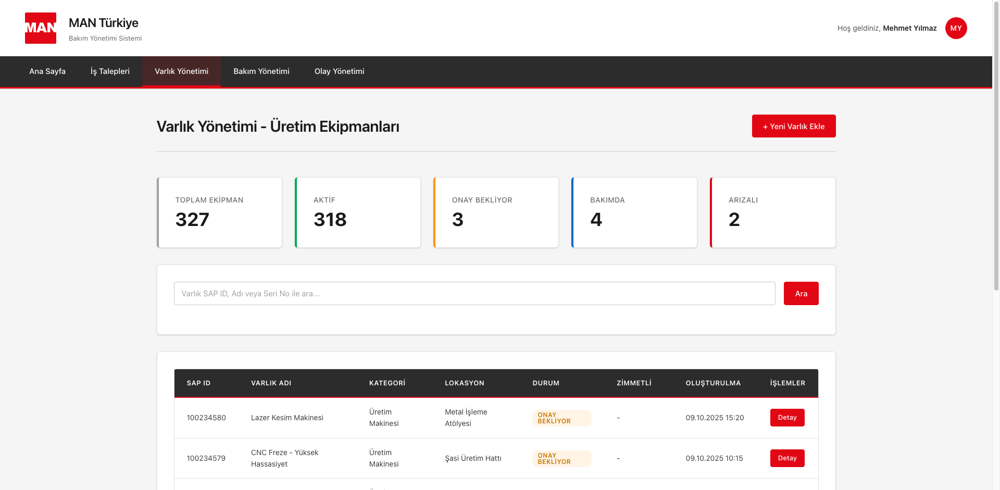 MAN
MAN Türkiye
Bakım Yönetimi Sistemi
Hoş geldiniz, Mehmet Yılmaz
MY
Ana Sayfa
İş Talepleri
Varlık Yönetimi
Bakım Yönetimi
Olay Yönetimi
Varlık Yönetimi - Üretim Ekipmanları
+ Yeni Varlık Ekle
TOPLAM EKİPMAN
327
AKTİF
318
ONAY BEKLİYOR
3
BAKIMDA
4
ARIZALI
2
Varlık SAP ID, Adı veya Seri No ile ara...
Ara
SAP ID
VARLIK ADI
KATEGORİ
LOKASYON
DURUM
ZİMMETLİ
OLUŞTURULMA
İŞLEMLER
100234580
Lazer Kesim Makinesi
Üretim
Makinesi
Metal İşleme
Atölyesi
ONAY
BEKLİYOR
-
09.10.2025 15:20
Detay
100234579
CNC Freze - Yüksek
Hassasiyet
Üretim
Makinesi
Şasi Üretim Hattı
ONAY
BEKLİYOR
-
09.10.2025 10:15
Detay